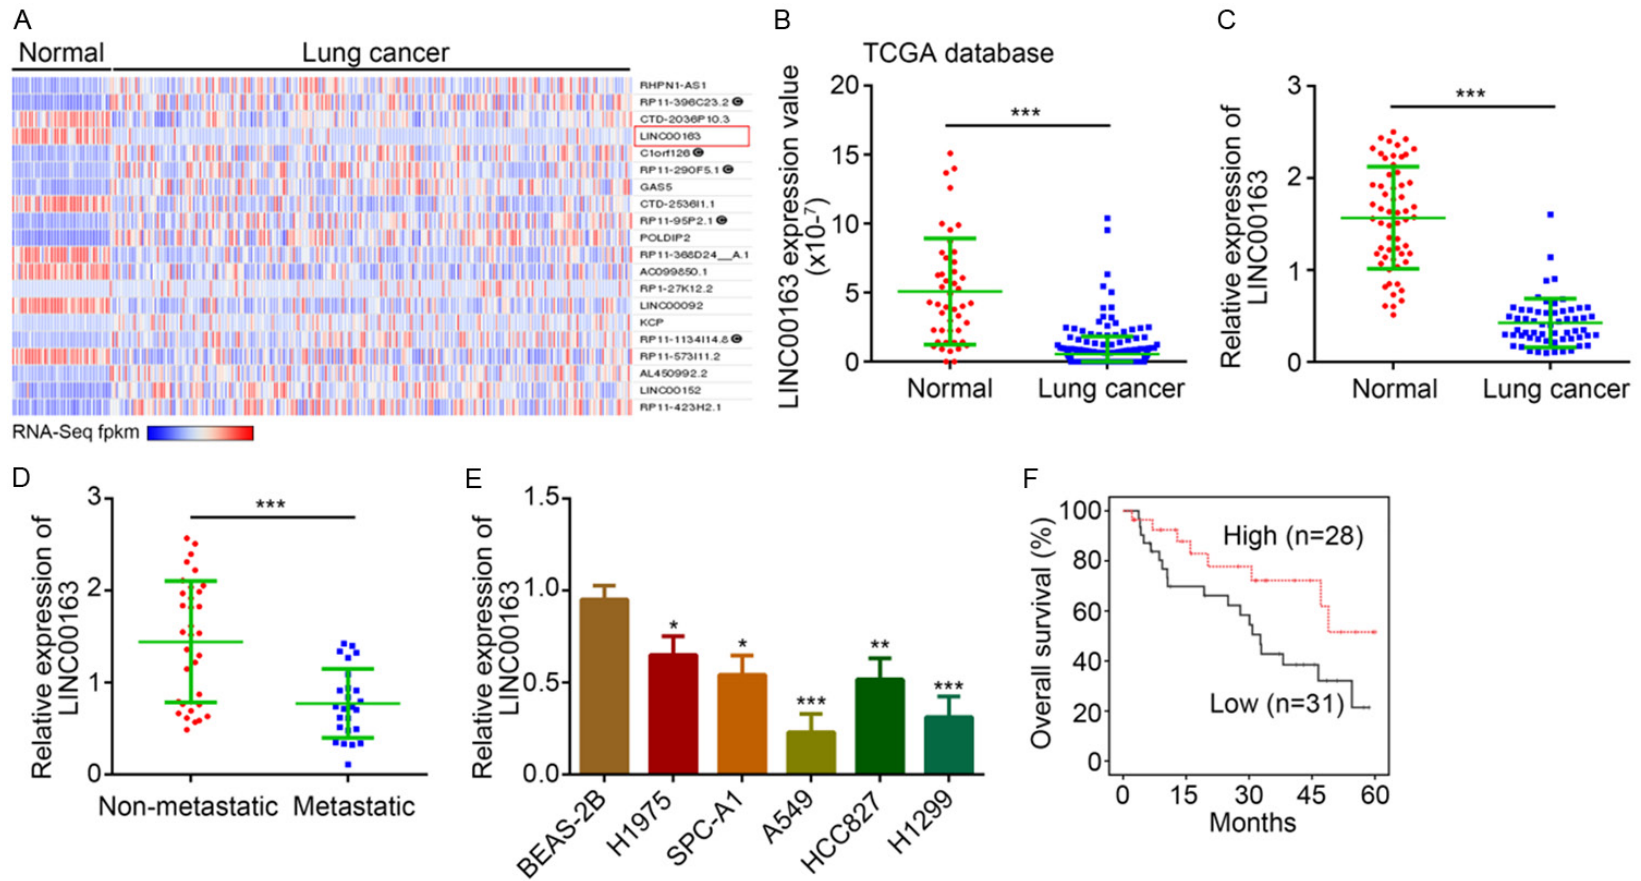 A
Normal
Lung cancer
RHPN1-AS1
RP11-396C23.2 C
CTD-2036P10.3
LINC00163
C1orf126 C
RP11-290F5.1 C
GAS5
CTD-2536I1.1
RP11-95P2.1 C
POLDIP2
RP11-368D24__A.1
AC099850.1
RP1-27K12.2
LINC00092
KCP
RP11-1134I14.8 C
RP11-573I11.2
AL450992.2
LINC00152
RP11-423H2.1
RNA-Seq fpkm
B
TCGA database
LINC00163 expression value
(x10-7)
20
15
10
5
0
***
Normal
Lung cancer
C
Relative expression of
LINC00163
3
2
1
0
***
Normal
Lung cancer
D
Relative expression of
LINC00163
3
2
1
0
***
Non-metastatic
Metastatic
E
Relative expression of
LINC00163
1.5
1.0
0.5
0.0
*
*
***
**
***
BEAS-2B
H1975
SPC-A1
A549
HCC827
H1299
F
Overall survival (%)
100
80
60
40
20
0
High (n=28)
Low (n=31)
0 15 30 45 60
Months